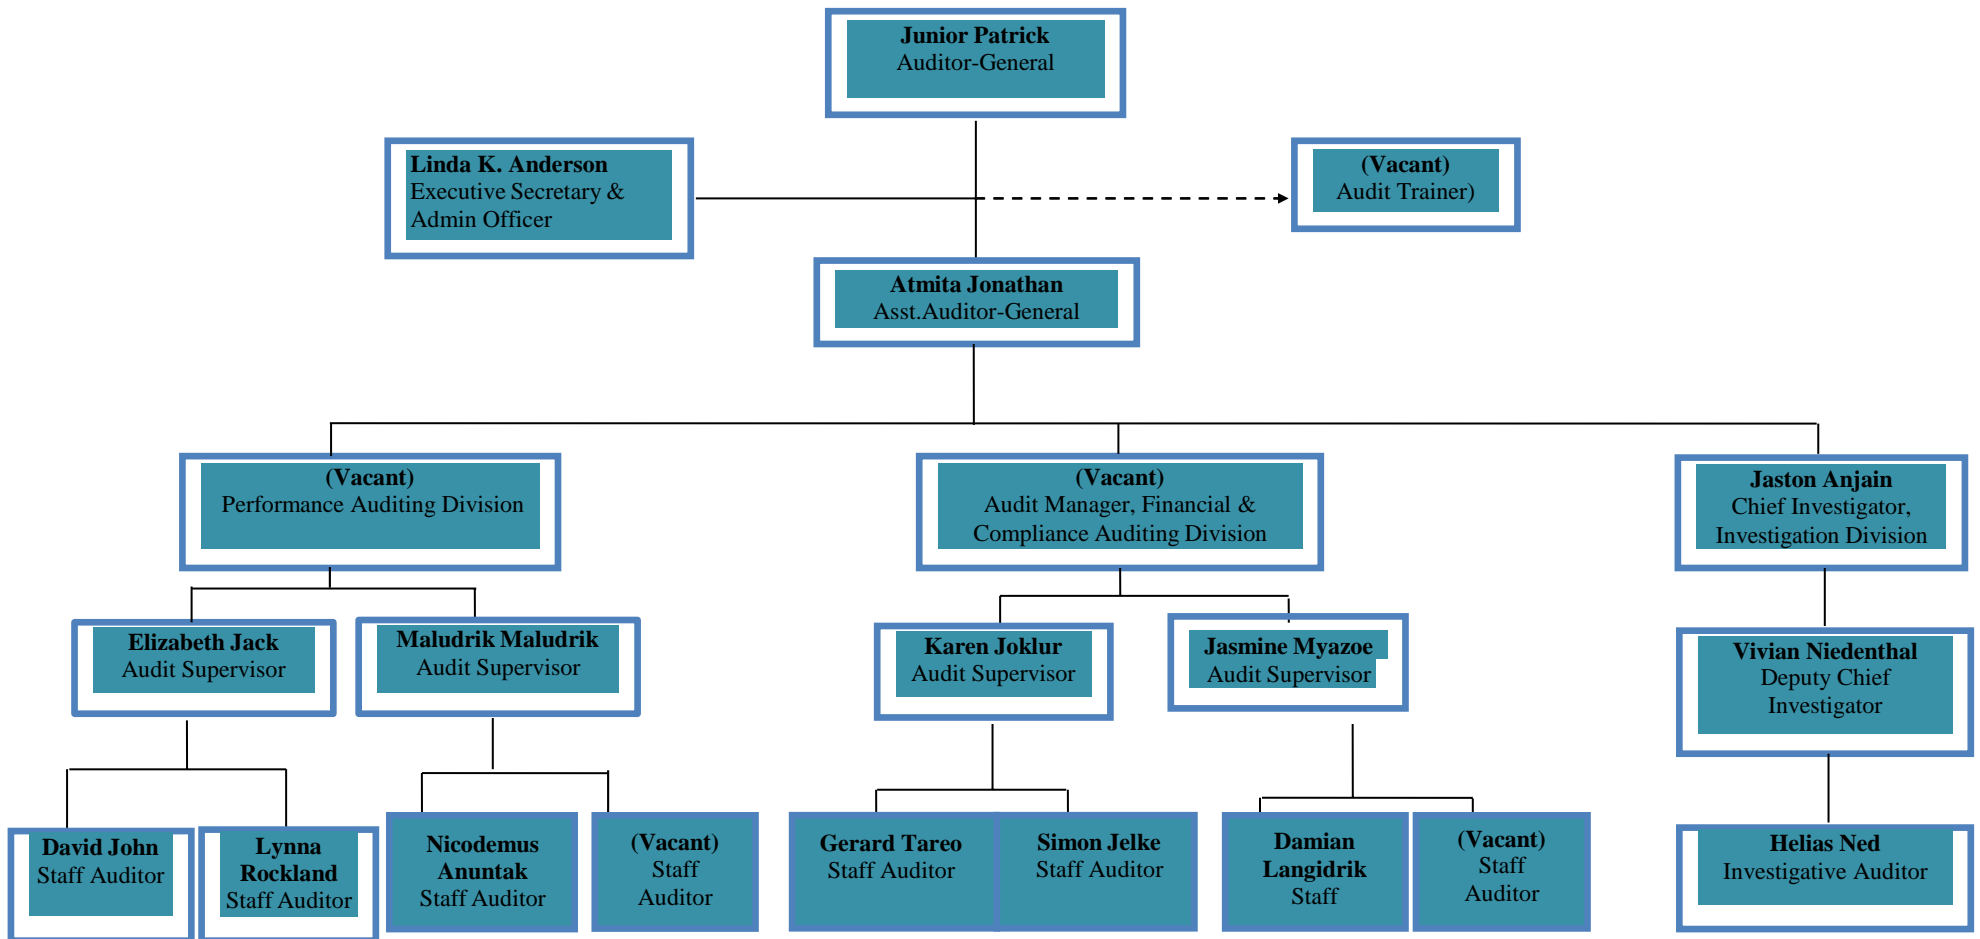 Junior Patrick
Auditor-General
Linda K. Anderson
Executive Secretary &
Admin Officer
(Vacant)
Audit Trainer)
Atmita Jonathan
Asst.Auditor-General
(Vacant)
Performance Auditing Division
(Vacant)
Audit Manager, Financial &
Compliance Auditing Division
Jaston Anjain
Chief Investigator,
Investigation Division
Elizabeth Jack
Audit Supervisor
Maludrik Maludrik
Audit Supervisor
Karen Joklur
Audit Supervisor
Jasmine Myazoe
Audit Supervisor
Vivian Niedenthal
Deputy Chief
Investigator
David John
Staff Auditor
Lynna
Rockland
Staff Auditor
Nicodemus
Anuntak
Staff Auditor
(Vacant)
Staff
Auditor
Gerard Tareo
Staff Auditor
Simon Jelke
Staff Auditor
Damian
Langidrik
Staff
(Vacant)
Staff
Auditor
Helias Ned
Investigative Auditor